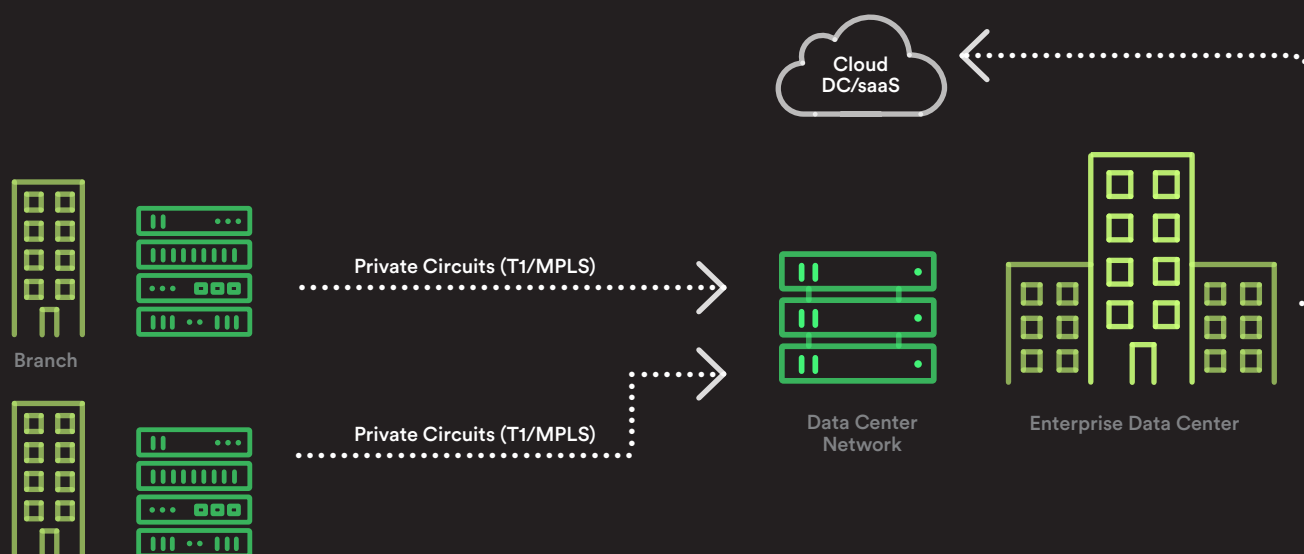 Cloud
DC/saaS
Private Circuits (T1/MPLS)
Branch
Private Circuits (T1/MPLS)
Data Center
Network
Enterprise Data Center